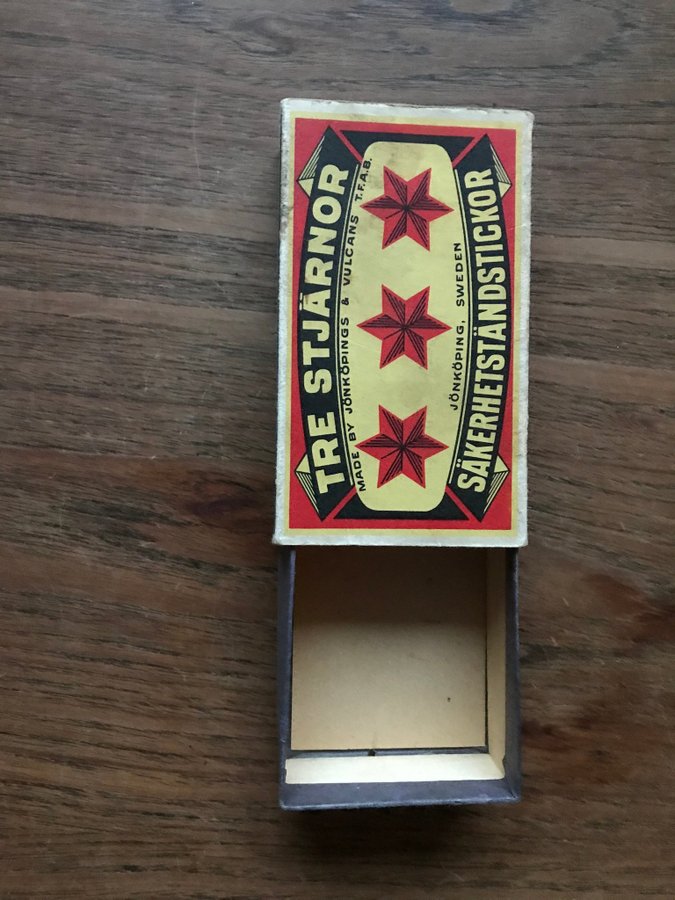 TRE STJÄRNOR
MADE BY JÖNKÖPINGS & VULCANS T.F.A.B.
JÖNKÖPING, SWEDEN
SÄKERHETSTÄNDSTICKOR